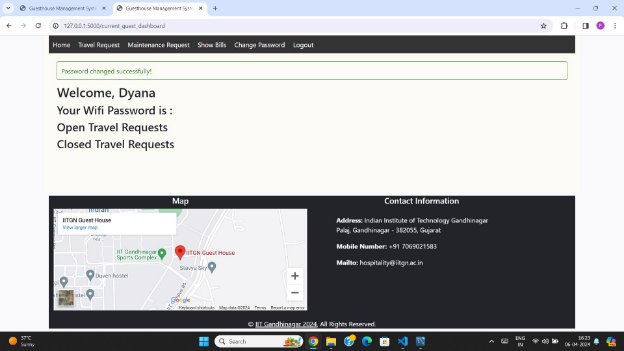 Guesthouse Management Syst
Guesthouse Management Syst
127.0.0.1:5000/current_guest_dashboard
Home Travel Request Maintenance Request Show Bills Change Password Logout
Password changed successfully!
Welcome, Dyana
Your Wifi Password is :
Open Travel Requests
Closed Travel Requests
Map
IITGN Guest House
View larger map
IIT Gandhinagar
Sports Complex
IITGN Guest House
Duven hostel
Google
Keyboard shortcuts Map data ©2024 Terms Report a map error
Contact Information
Address: Indian Institute of Technology Gandhinagar
Palaj, Gandhinagar - 382055, Gujarat
Mobile Number: +91 7069021583
Mailto: hospitality@iitgn.ac.in
© IIT Gandhinagar 2024, All Rights Reserved.
37°C
Sunny
Search
ENG
IN
16:23
06-04-2024